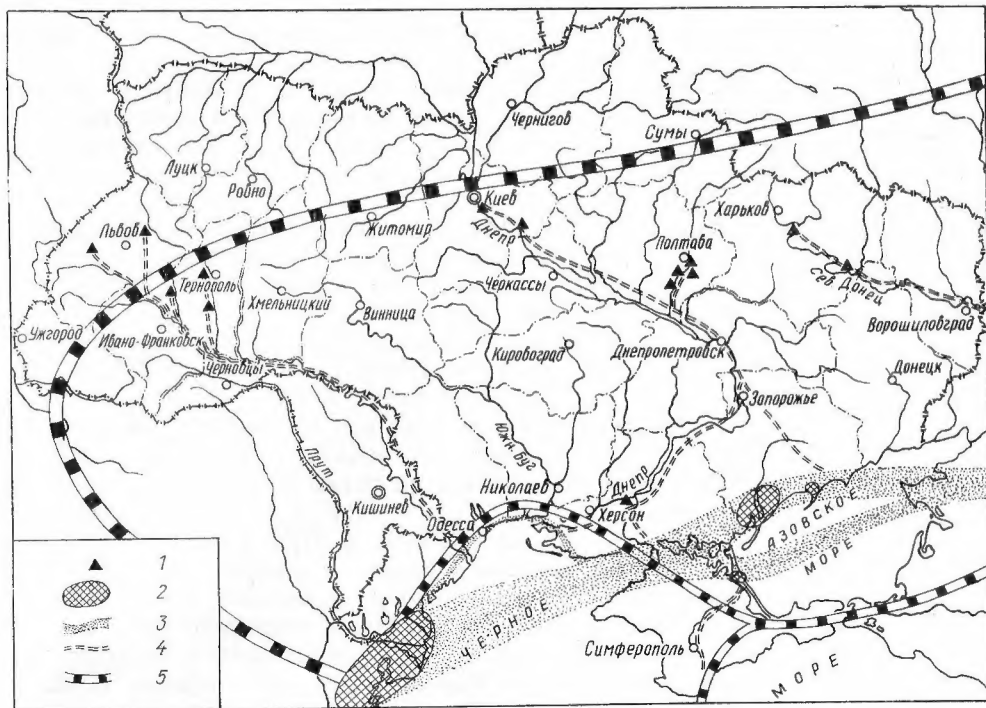 Чернигов
Сумы
Луцк
Ровно
Киев
Житомир
Днепр
Харьков
Львов
Полтава
Тернополь
Хмельницкий
Черкассы
Сев Донец
Винница
Ворошиловград
Ужгород
Ивано-Франковск
Кировоград
Днепропетровск
Донецк
Черновцы
Запорожье
Южн. Буг
Прут
Николаев
Днепр
Кишинев
Херсон
Одесса
АЗОВСКОЕ
МОРЕ
ЧЕРНОЕ
Симферополь
МОРЕ
1
2
3
4
5